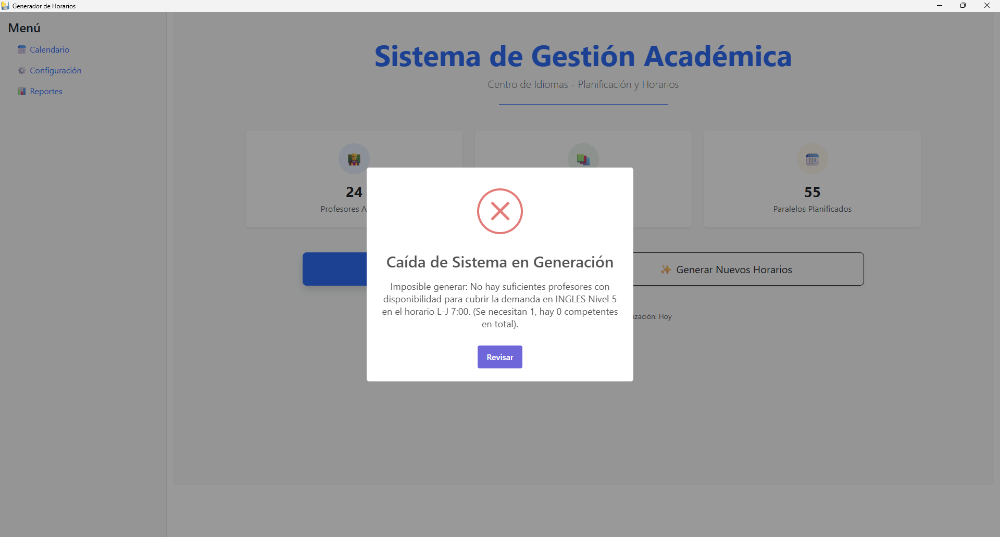 Generador de Horarios
Menú
Calendario
Configuración
Reportes
Sistema de Gestión Académica
Centro de Idiomas - Planificación y Horarios
24
Profesores A
55
Paralelos Planificados
Caída de Sistema en Generación
Imposible generar: No hay suficientes profesores con
disponibilidad para cubrir la demanda en INGLES Nivel 5
en el horario L-J 7:00. (Se necesitan 1, hay 0 competentes
en total).
Revisar
✨ Generar Nuevos Horarios
ización: Hoy